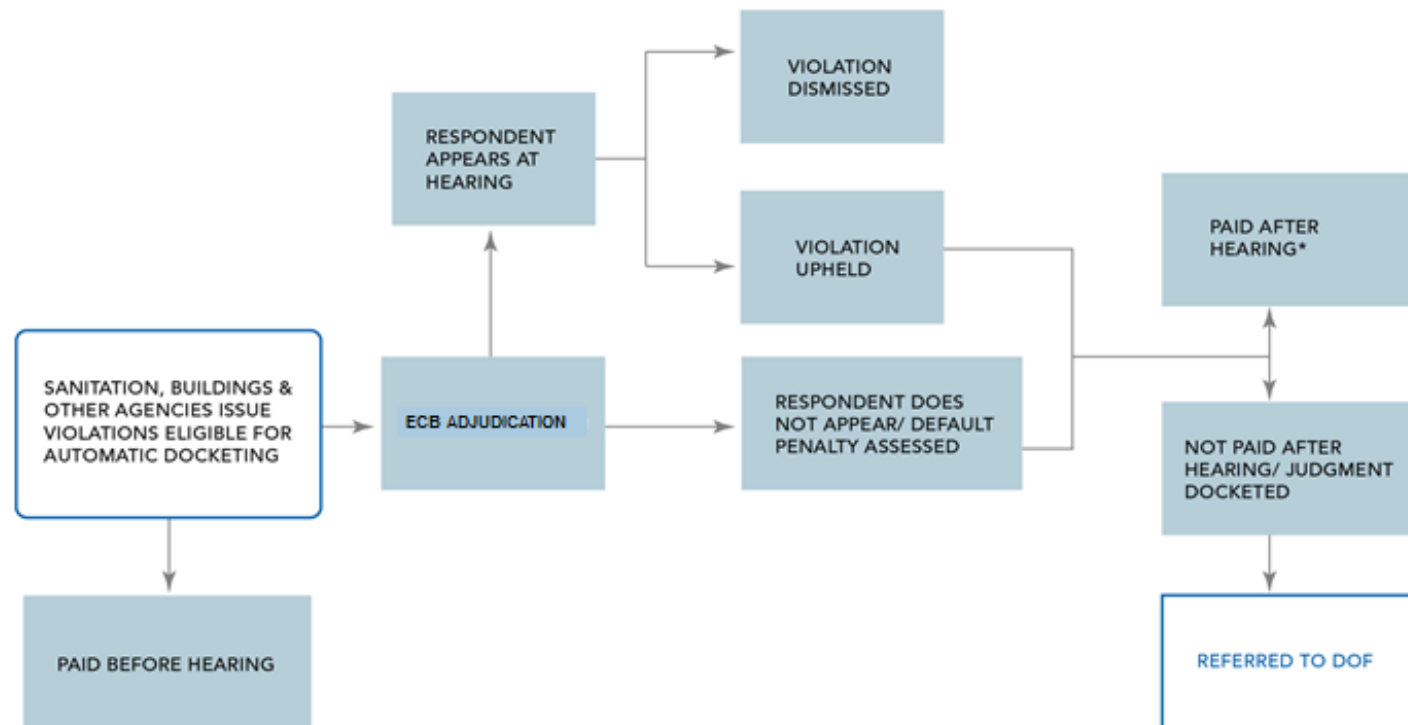 VIOLATION
DISMISSED
RESPONDENT
APPEARS AT
HEARING
PAID AFTER
HEARING*
VIOLATION
UPHELD
SANITATION, BUILDINGS &
OTHER AGENCIES ISSUE
VIOLATIONS ELIGIBLE FOR
AUTOMATIC DOCKETING
ECB ADJUDICATION
RESPONDENT DOES
NOT APPEAR/ DEFAULT
PENALTY ASSESSED
NOT PAID AFTER
HEARING/ JUDGMENT
DOCKETED
PAID BEFORE HEARING
REFERRED TO DOF